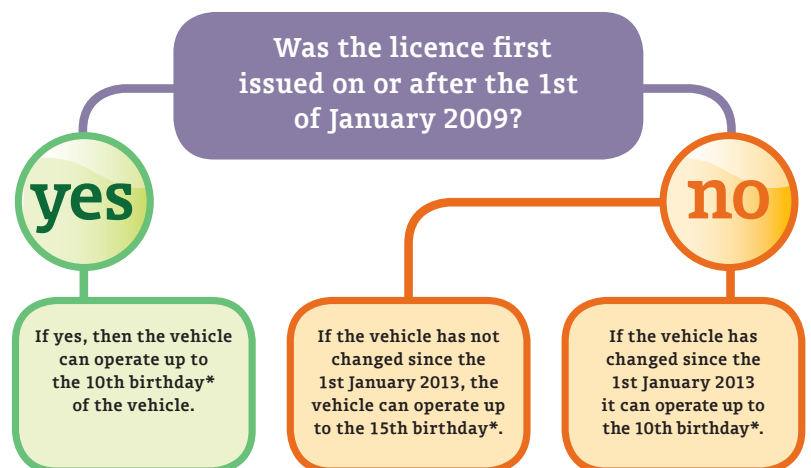 Was the licence first
issued on or after the 1st
of January 2009?
yes
no
If yes, then the vehicle
can operate up to
the 10th birthday*
of the vehicle.
If the vehicle has not
changed since the
1st January 2013, the
vehicle can operate up
to the 15th birthday*.
If the vehicle has
changed since the
1st January 2013
it can operate up to
the 10th birthday*.